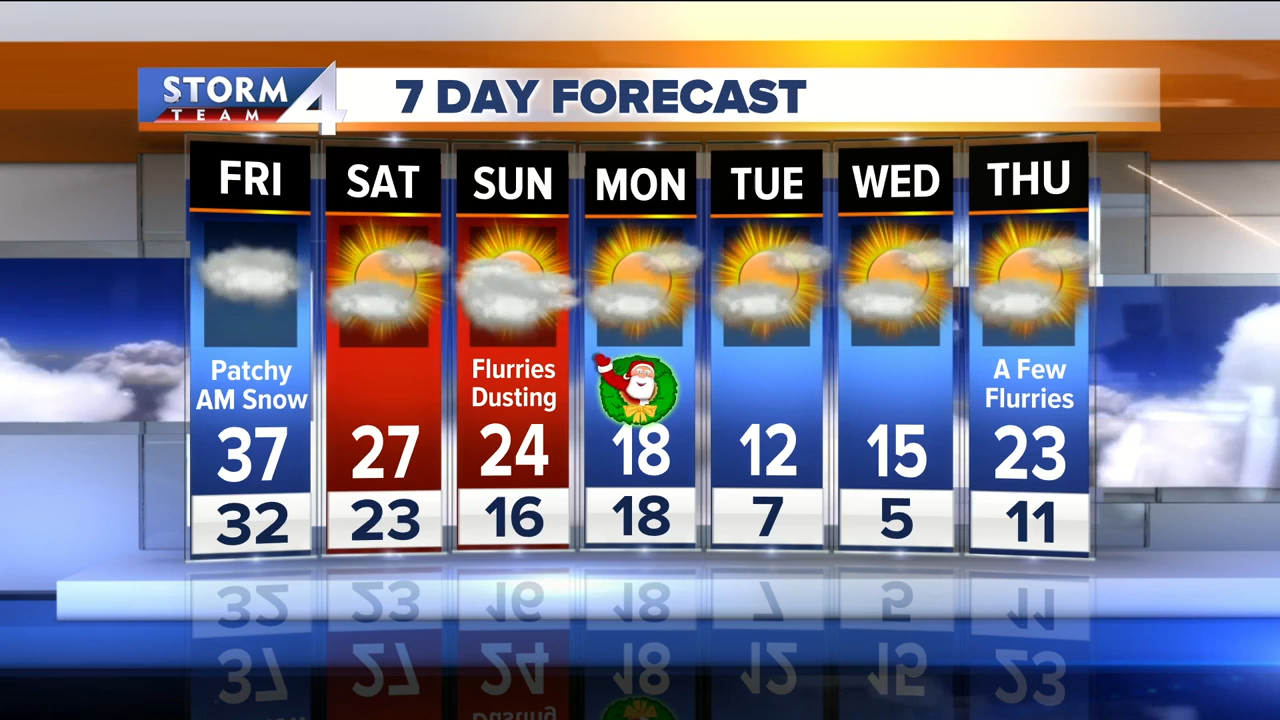 STORM
TEAM
4
7 DAY FORECAST
FRI SAT SUN MON TUE WED THU
Patchy
AM Snow
Flurries
Dusting
A Few
Flurries
37 27 24 18 12 15 23
32 23 16 18 7 5 11